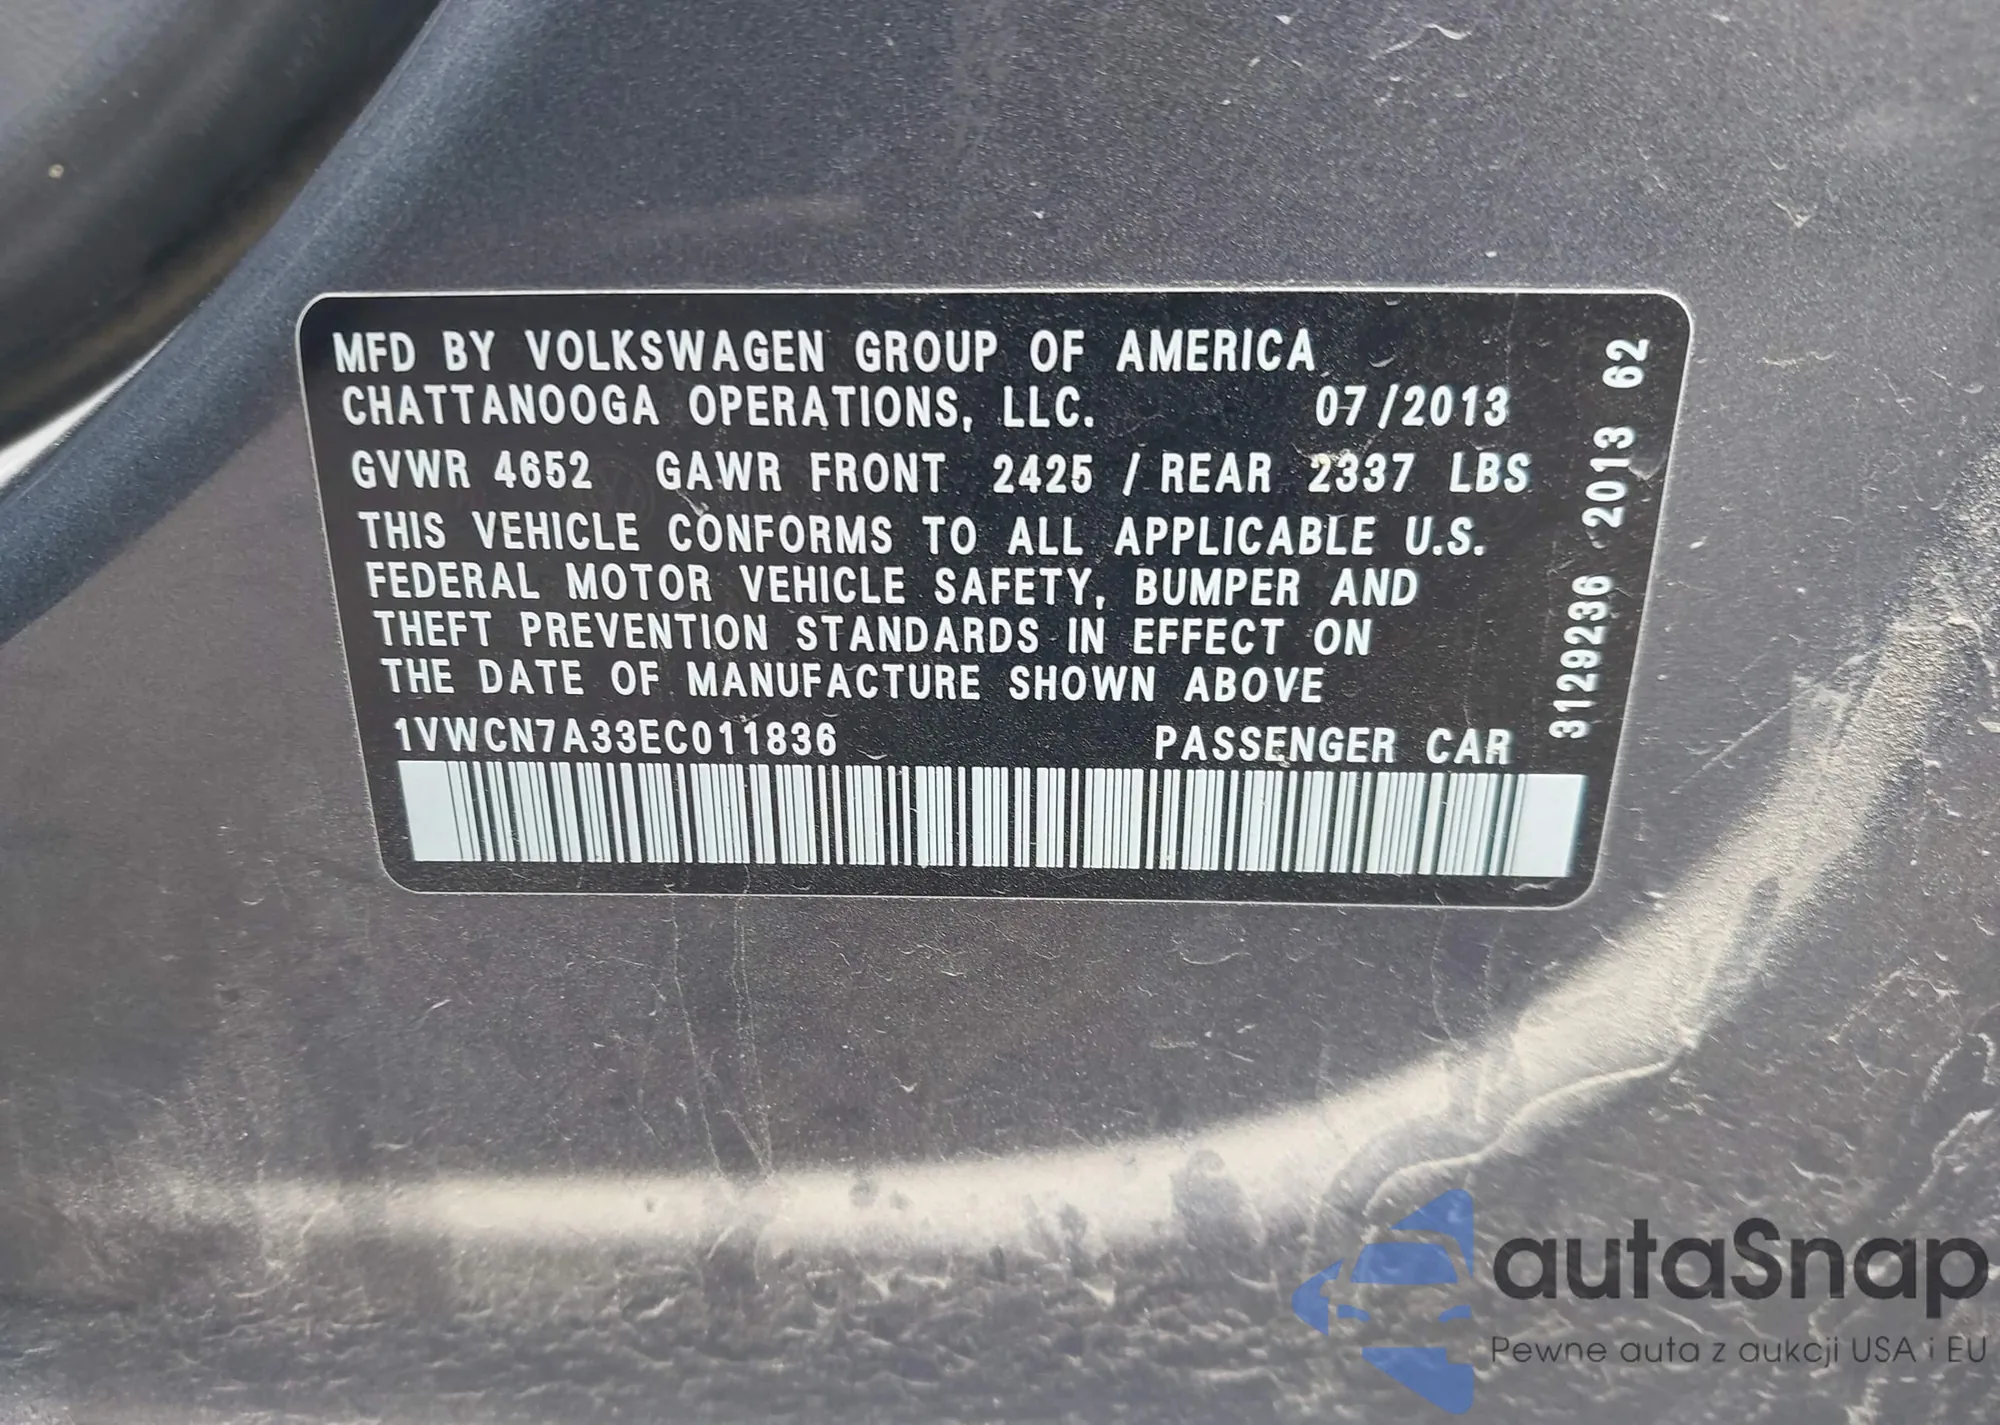 MFD BY VOLKSWAGEN GROUP OF AMERICA
CHATTANOOGA OPERATIONS, LLC. 07/2013
GVWR 4652 GAWR FRONT 2425 / REAR 2337 LBS
THIS VEHICLE CONFORMS TO ALL APPLICABLE U.S.
FEDERAL MOTOR VEHICLE SAFETY, BUMPER AND
THEFT PREVENTION STANDARDS IN EFFECT ON
THE DATE OF MANUFACTURE SHOWN ABOVE
1VWCN7A33EC011836 PASSENGER CAR
3129236 2013 62
autaSnap
Pewne auta z aukcji USA i EU